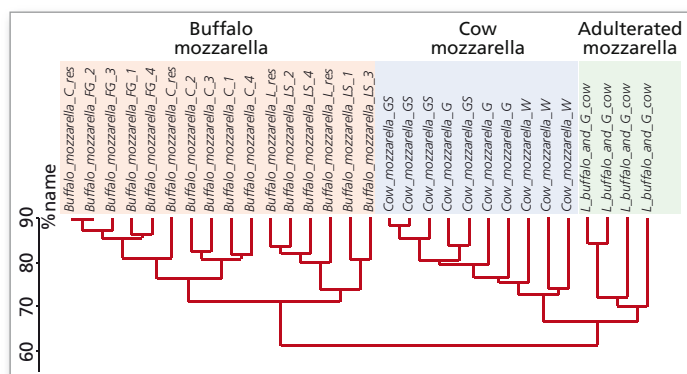 Buffalo
mozzarella
Cow
mozzarella
Adulterated
mozzarella
Buffalo_mozzarella_C_res
Buffalo_mozzarella_FG_2
Buffalo_mozzarella_FG_3
Buffalo_mozzarella_FG_1
Buffalo_mozzarella_FG_4
Buffalo_mozzarella_C_res
Buffalo_mozzarella_C_2
Buffalo_mozzarella_C_3
Buffalo_mozzarella_C_1
Buffalo_mozzarella_C_4
Buffalo_mozzarella_L_res
Buffalo_mozzarella_LS_2
Buffalo_mozzarella_LS_4
Buffalo_mozzarella_L_res
Buffalo_mozzarella_LS_1
Buffalo_mozzarella_LS_3
Cow_mozzarella_GS
Cow_mozzarella_GS
Cow_mozzarella_GS
Cow_mozzarella_G
Cow_mozzarella_GS
Cow_mozzarella_G
Cow_mozzarella_G
Cow_mozzarella_W
Cow_mozzarella_W
Cow_mozzarella_W
L_buffalo_and_G_cow
L_buffalo_and_G_cow
L_buffalo_and_G_cow
L_buffalo_and_G_cow
%name
90
80
70
60